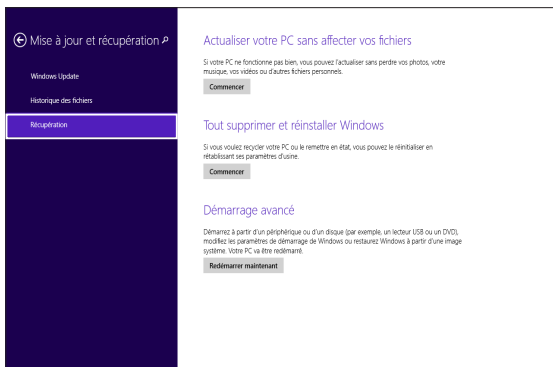 Mise à jour et récupération
Windows Update
Historique des fichiers
Récupération
Actualiser votre PC sans affecter vos fichiers
Si votre PC ne fonctionne pas bien, vous pouvez l'actualiser sans perdre vos photos, votre
musique, vos vidéos ou d'autres fichiers personnels.
Commencer
Tout supprimer et réinstaller Windows
Si vous voulez recycler votre PC ou le remettre en état, vous pouvez le réinitialiser en
rétablissant ses paramètres d'usine.
Commencer
Démarrage avancé
Démarrez à partir d'un périphérique ou d'un disque (par exemple, un lecteur USB ou un DVD),
modifiez les paramètres de démarrage de Windows ou restaurez Windows à partir d'une image
système. Votre PC va être redémarré.
Redémarrer maintenant